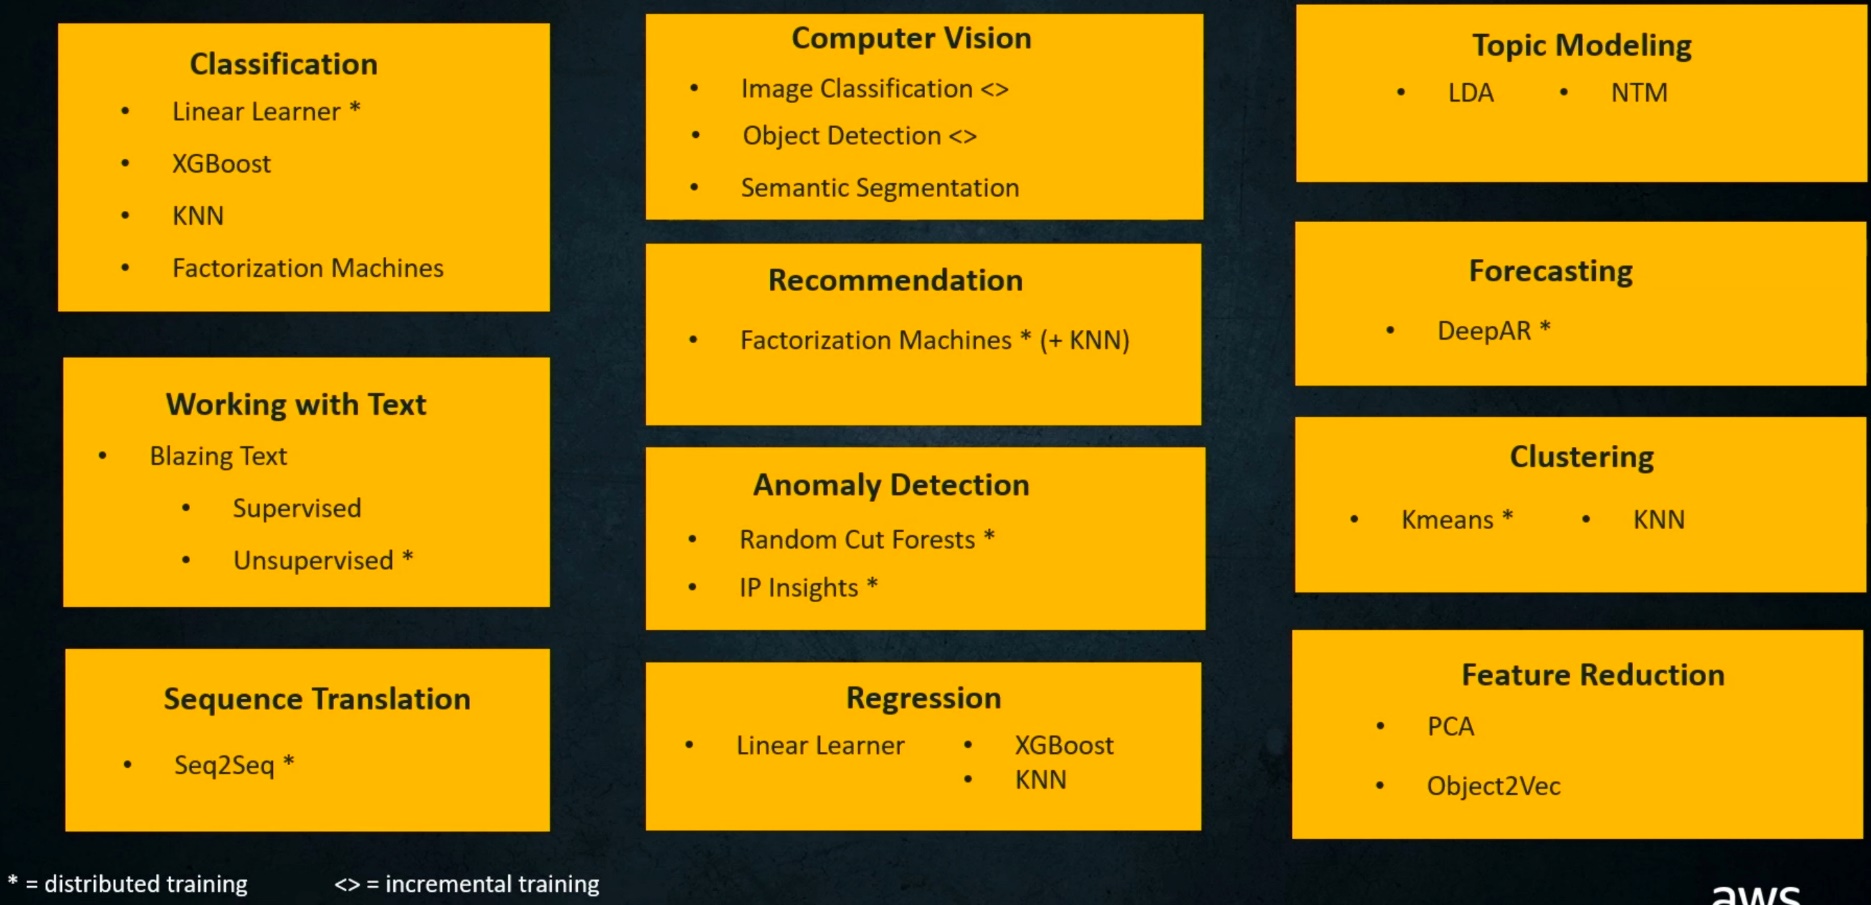 Classification
• Linear Learner *
• XGBoost
• KNN
• Factorization Machines
Working with Text
• Blazing Text
• Supervised
• Unsupervised *
Sequence Translation
• Seq2Seq *
Computer Vision
• Image Classification <>
• Object Detection <>
• Semantic Segmentation
Recommendation
• Factorization Machines * (+ KNN)
Anomaly Detection
• Random Cut Forests *
• IP Insights *
Regression
• Linear Learner • XGBoost
• KNN
Topic Modeling
• LDA • NTM
Forecasting
• DeepAR *
Clustering
• Kmeans * • KNN
Feature Reduction
• PCA
• Object2Vec
* = distributed training <> = incremental training
aws